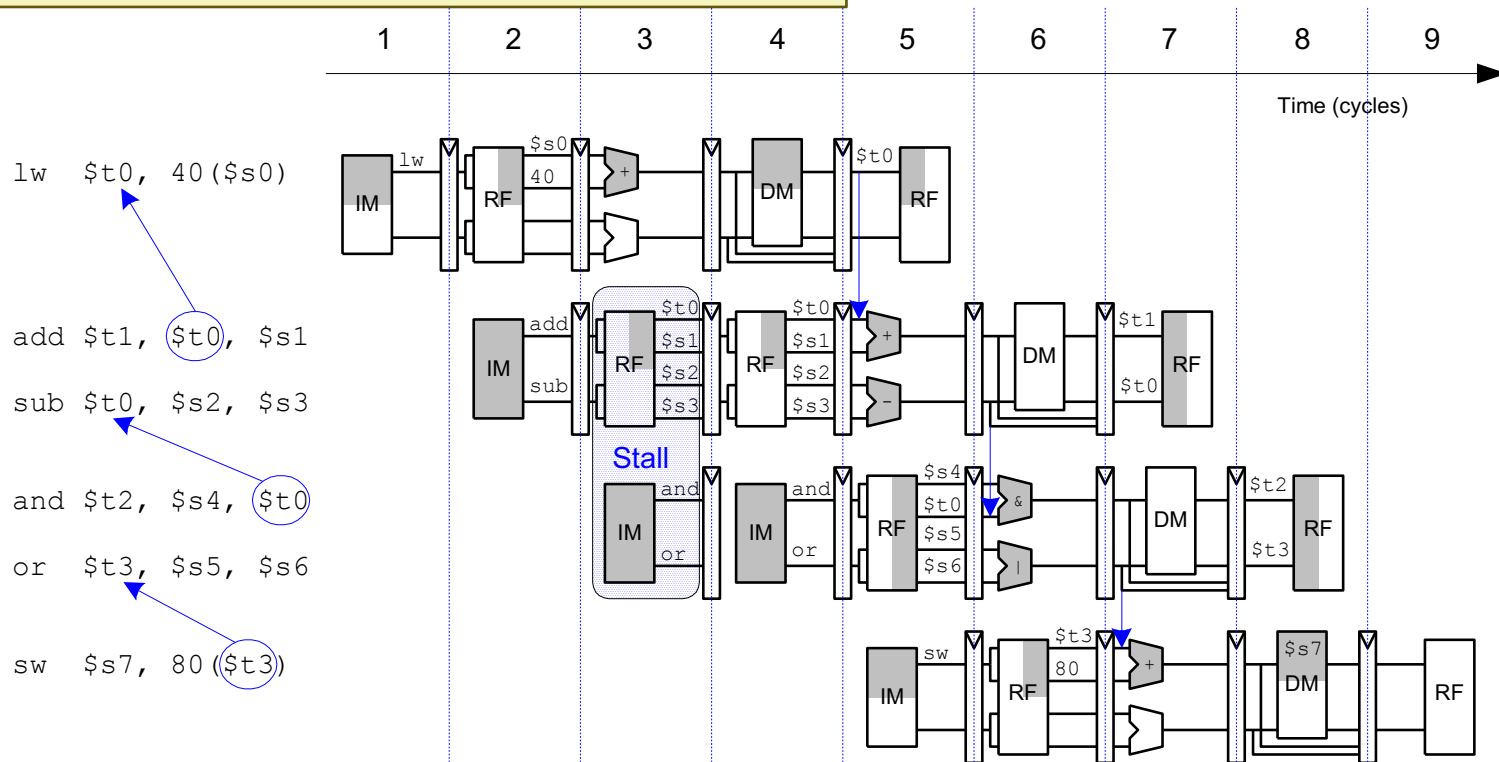 1 2 3 4 5 6 7 8 9
Time (cycles)
lw $t0, 40($s0)
IM lw RF $s0 40 + DM $t0 RF
add $t1, $t0, $s1
sub $t0, $s2, $s3
IM add sub RF $t0 $s1 $s2 $s3 RF $t0 $s1 $s2 $s3 + - DM $t1 $t0 RF
Stall
and $t2, $s4, $t0
or $t3, $s5, $s6
IM and or IM and or RF $s4 $t0 $s5 $s6 & | DM $t2 $t3 RF
sw $s7, 80($t3)
IM sw RF $t3 80 + $s7 DM RF